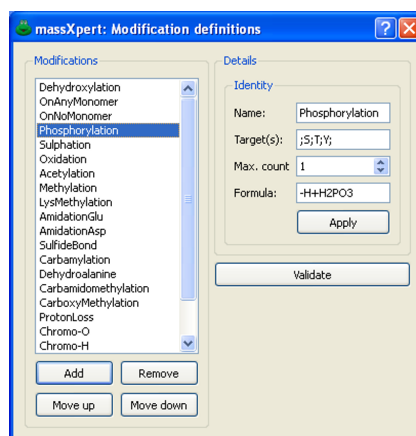 massXpert: Modification definitions
Modifications
Dehydroxylation
OnAnyMonomer
OnNoMonomer
Phosphorylation
Sulphation
Oxidation
Acetylation
Methylation
LysMethylation
AmidationGlu
AmidationAsp
SulfideBond
Carbamylation
Dehydroalanine
Carbamidomethylation
CarboxyMethylation
ProtonLoss
Chromo-O
Chromo-H
Add Remove
Move up Move down
Details
Identity
Name: Phosphorylation
Target(s): ;S;T;Y;
Max. count 1
Formula: -H+H2PO3
Apply
Validate